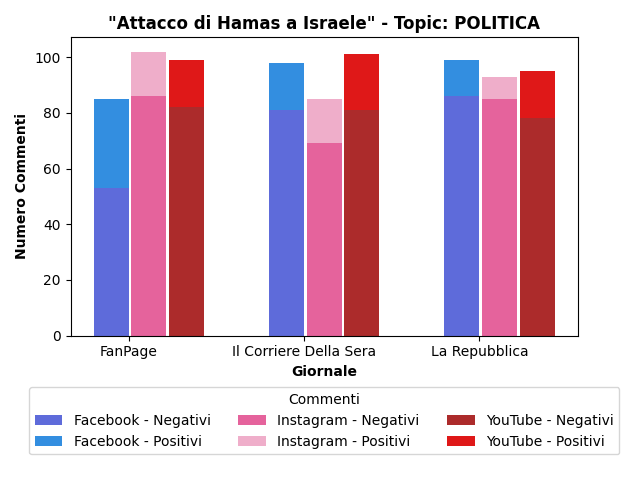 "Attacco di Hamas a Israele" - Topic: POLITICA
Numero Commenti
100
80
60
40
20
0
FanPage Il Corriere Della Sera La Repubblica
Giornale
Commenti
Facebook - Negativi Instagram - Negativi YouTube - Negativi
Facebook - Positivi Instagram - Positivi YouTube - Positivi